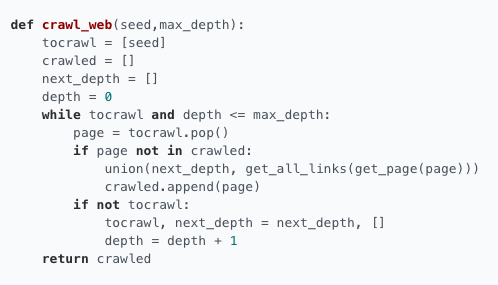 def crawl_web(seed,max_depth):
    tocrawl = [seed]
    crawled = []
    next_depth = []
    depth = 0
    while tocrawl and depth <= max_depth:
        page = tocrawl.pop()
        if page not in crawled:
            union(next_depth, get_all_links(get_page(page)))
            crawled.append(page)
        if not tocrawl:
            tocrawl, next_depth = next_depth, []
            depth = depth + 1
    return crawled